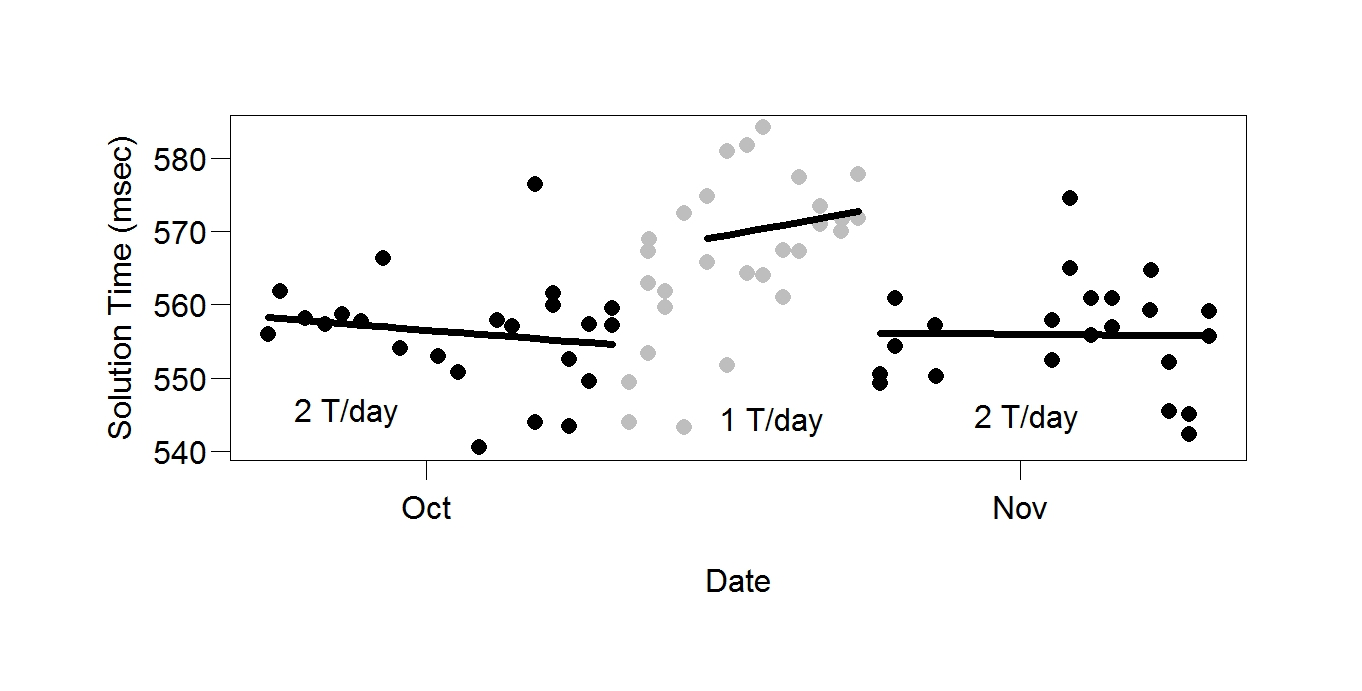 Solution Time (msec)
580
570
560
550
540
2 T/day
1 T/day
2 T/day
Oct
Nov
Date